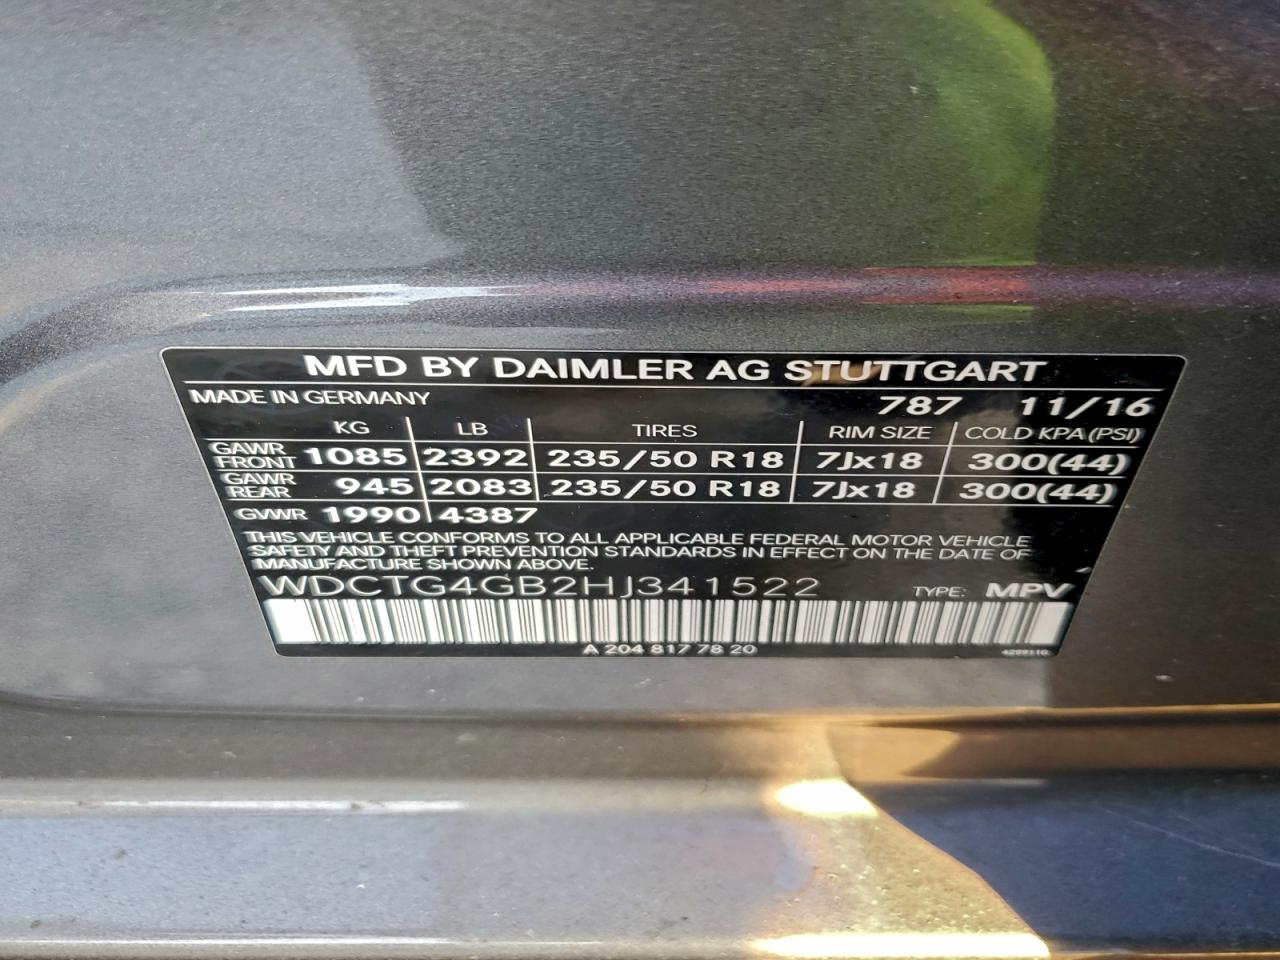 MFD BY DAIMLER AG STUTTGART
MADE IN GERMANY 787 11/16
KG LB TIRES RIM SIZE COLD KPA (PSI)
GAWR FRONT 1085 2392 235/50 R18 7Jx18 300(44)
GAWR REAR 945 2083 235/50 R18 7Jx18 300(44)
GVWR 1990 4387
THIS VEHICLE CONFORMS TO ALL APPLICABLE FEDERAL MOTOR VEHICLE
SAFETY AND THEFT PREVENTION STANDARDS IN EFFECT ON THE DATE OF
MANUFACTURE SHOWN ABOVE.
WDCTG4GB2HJ341522 TYPE: MPV
A 204 817 78 20